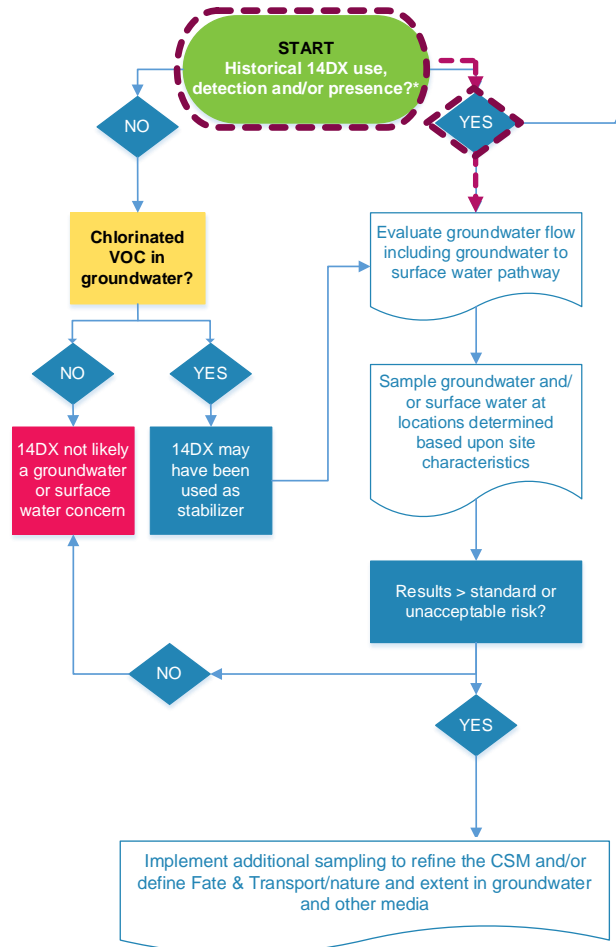 START
Historical 14DX use,
detection and/or presence?*
NO
YES
Chlorinated
VOC in
groundwater?
Evaluate groundwater flow
including groundwater to
surface water pathway
NO
YES
Sample groundwater and/
or surface water at
locations determined
based upon site
characteristics
14DX not likely
a groundwater
or surface
water concern
14DX may
have been
used as
stabilizer
Results > standard or
unacceptable risk?
NO
YES
Implement additional sampling to refine the CSM and/or
define Fate & Transport/nature and extent in groundwater
and other media